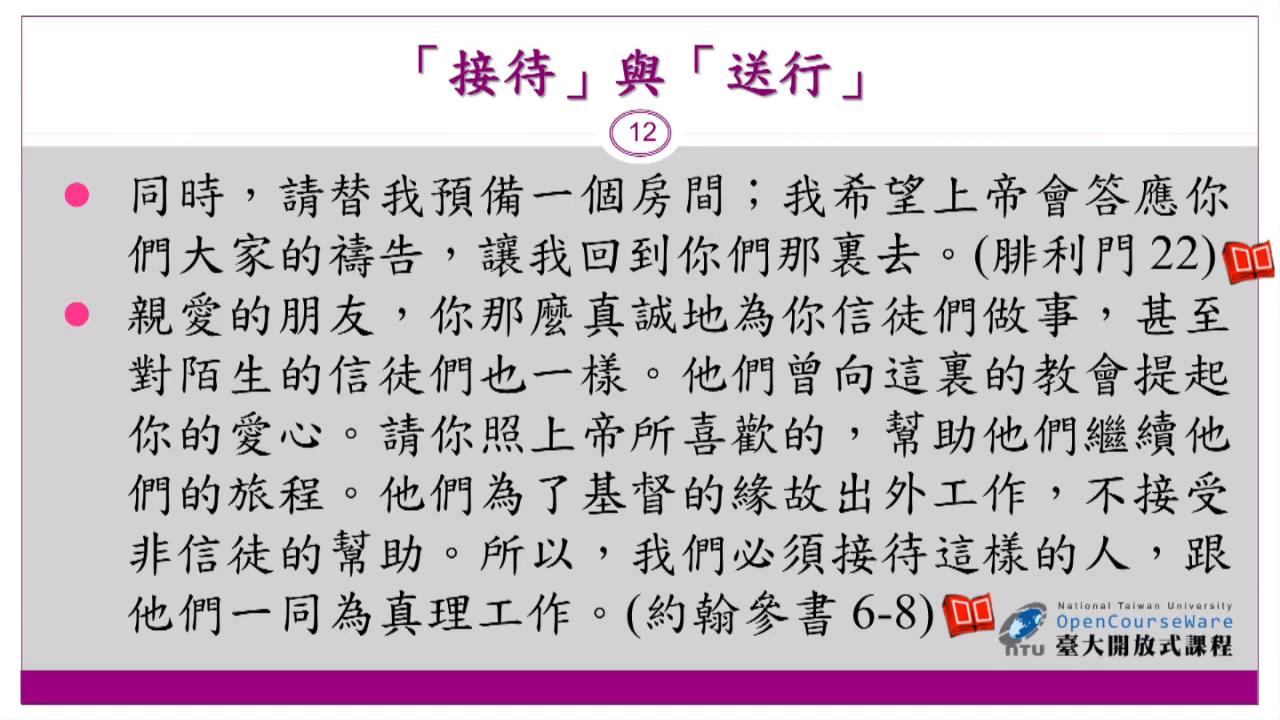 「接待」與「送行」
12
同時，請替我預備一個房間；我希望上帝會答應你
們大家的禱告，讓我回到你們那裏去。(腓利門 22)
親愛的朋友，你那麼真誠地為你信徒們做事，甚至
對陌生的信徒們也一樣。他們曾向這裏的教會提起
你的愛心。請你照上帝所喜歡的，幫助他們繼續他
們的旅程。他們為了基督的緣故出外工作，不接受
非信徒的幫助。所以，我們必須接待這樣的人，跟
他們一同為真理工作。(約翰參書 6-8)
National Taiwan University
OpenCourseWare
NTU 臺大開放式課程